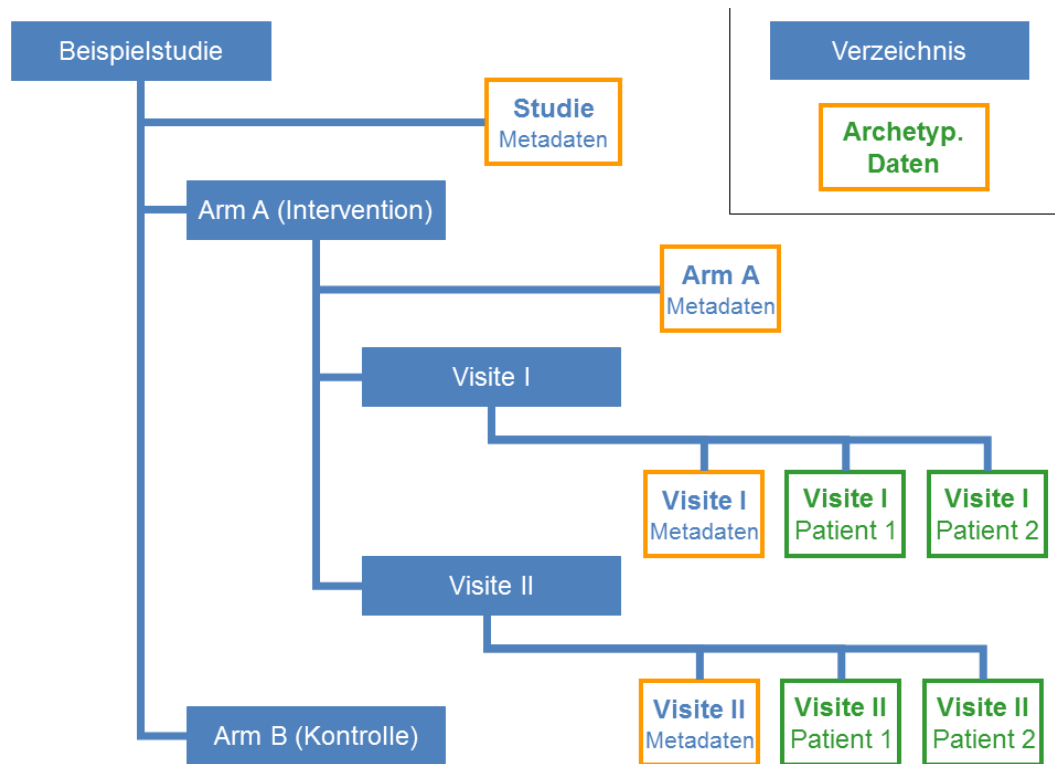 Beispielstudie
Verzeichnis
Studie
Metadaten
Archetyp.
Daten
Arm A (Intervention)
Arm A
Metadaten
Visite I
Visite I
Metadaten
Visite I
Patient 1
Visite I
Patient 2
Visite II
Visite II
Metadaten
Visite II
Patient 1
Visite II
Patient 2
Arm B (Kontrolle)